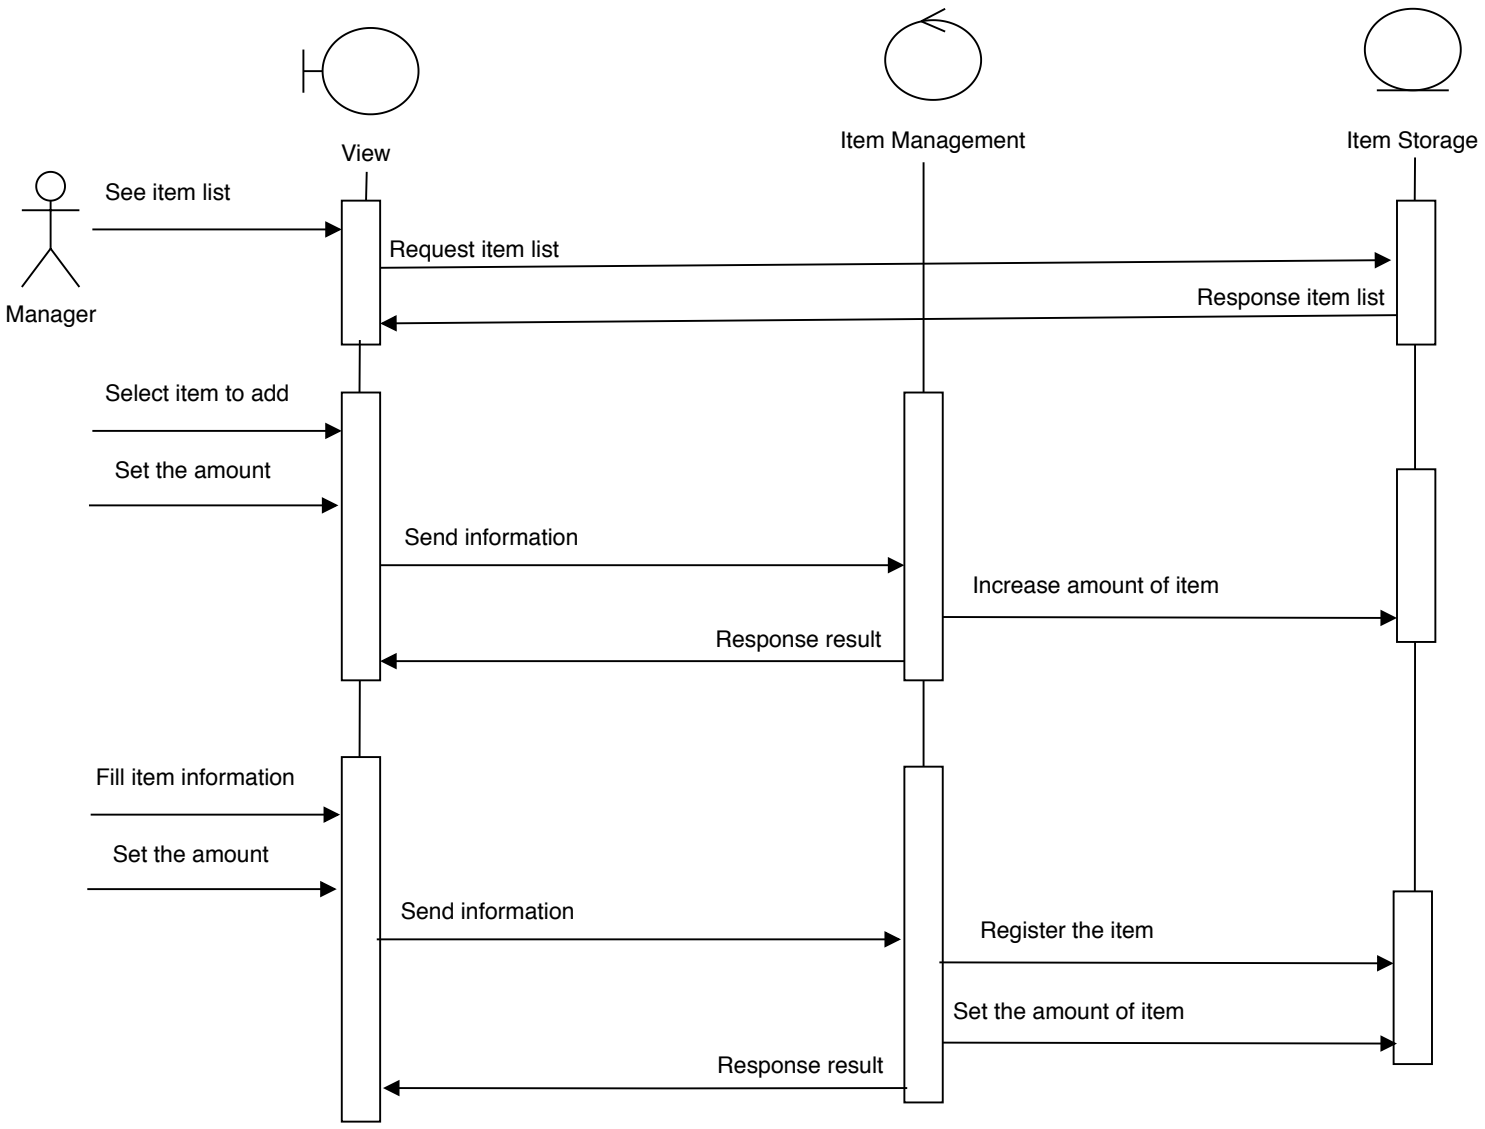 Item Management
Item Storage
View
See item list
Request item list
Response item list
Manager
Select item to add
Set the amount
Send information
Increase amount of item
Response result
Fill item information
Set the amount
Send information
Register the item
Set the amount of item
Response result